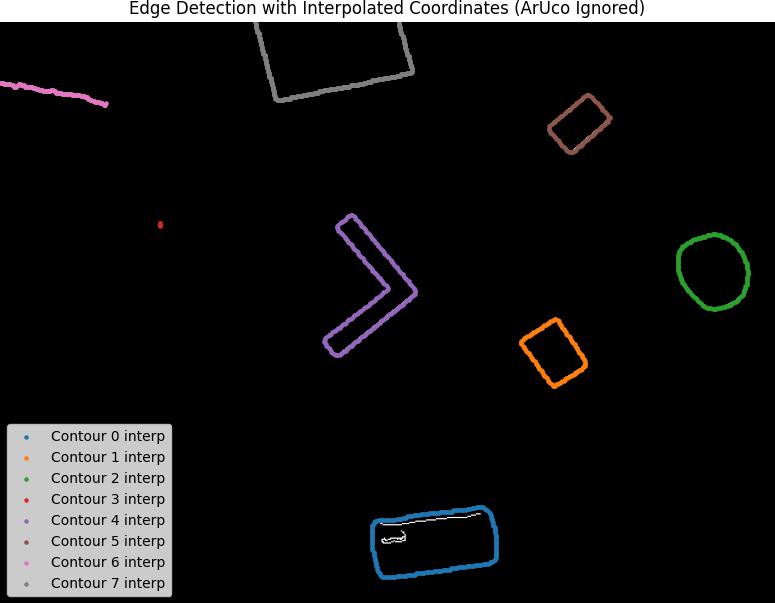 Edge Detection with Interpolated Coordinates (ArUco Ignored)
Contour 0 interp
Contour 1 interp
Contour 2 interp
Contour 3 interp
Contour 4 interp
Contour 5 interp
Contour 6 interp
Contour 7 interp